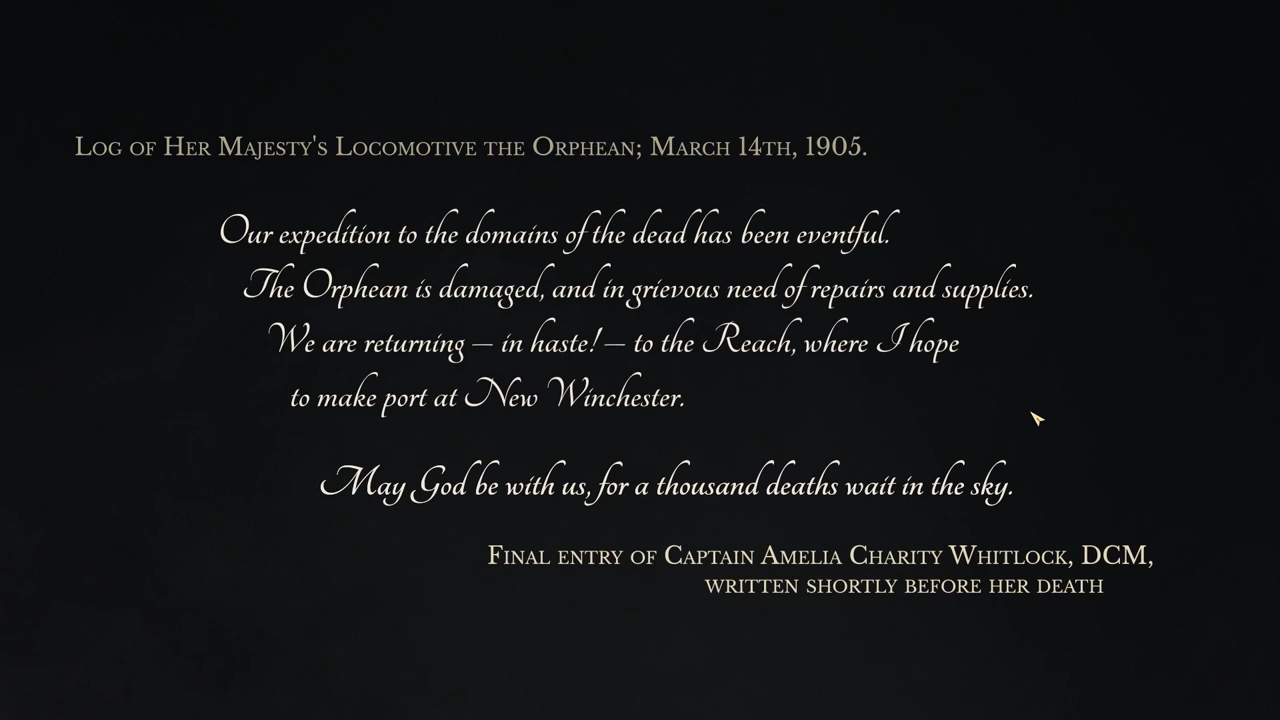 Log of Her Majesty's Locomotive the Orphean; March 14th, 1905.
Our expedition to the domains of the dead has been eventful.
The Orphean is damaged, and in grievous need of repairs and supplies.
We are returning – in haste! – to the Reach, where I hope
to make port at New Winchester.
May God be with us, for a thousand deaths wait in the sky.
Final entry of Captain Amelia Charity Whitlock, DCM,
written shortly before her death